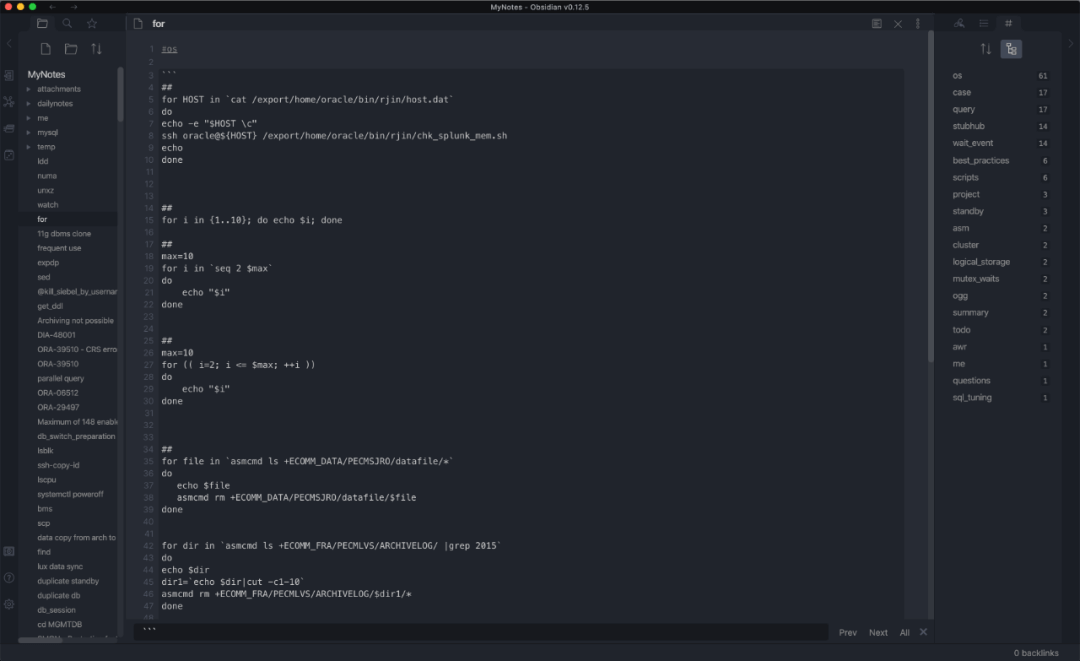 MyNotes - Obsidian v0.12.5
MyNotes
attachments
dailynotes
me
mysql
temp
ldd
numa
unxz
watch
for
11g dbms clone
frequent use
expdp
sed
@kill_siebel_by_usernar
get_ddl
Archiving not possible
DIA-48001
ORA-39510 - CRS erro
ORA-39510
parallel query
ORA-06512
ORA-29497
Maximum of 148 enable
db_switch_preparation
lsblk
ssh-copy-id
lscpu
systemctl poweroff
bms
scp
data copy from arch to
find
lux data sync
duplicate standby
duplicate db
db_session
cd MGMTDB
for
1 #os
2
3 ```
4 ##
5 for HOST in `cat /export/home/oracle/bin/rjin/host.dat`
6 do
7 echo -e "$HOST \c"
8 ssh oracle@${HOST} /export/home/oracle/bin/rjin/chk_splunk_mem.sh
9 echo
10 done
11
12
13
14 ##
15 for i in {1..10}; do echo $i; done
16
17 ##
18 max=10
19 for i in `seq 2 $max`
20 do
21 echo "$i"
22 done
23
24
25 ##
26 max=10
27 for (( i=2; i <= $max; ++i ))
28 do
29 echo "$i"
30 done
31
32
33
34 ##
35 for file in `asmcmd ls +ECOMM_DATA/PECMSJRO/datafile/*`
36 do
37 echo $file
38 asmcmd rm +ECOMM_DATA/PECMSJRO/datafile/$file
39 done
40
41
42 for dir in `asmcmd ls +ECOMM_FRA/PECMLVS/ARCHIVELOG/ |grep 2015`
43 do
44 echo $dir
45 dir1=`echo $dir|cut -c1-10`
46 asmcmd rm +ECOMM_FRA/PECMLVS/ARCHIVELOG/$dir1/*
47 done
48
```
Prev Next All
os 61
case 17
query 17
stubhub 14
wait_event 14
best_practices 6
scripts 6
project 3
standby 3
asm 2
cluster 2
logical_storage 2
mutex_waits 2
ogg 2
summary 2
todo 2
awr 1
me 1
questions 1
sql_tuning 1
0 backlinks